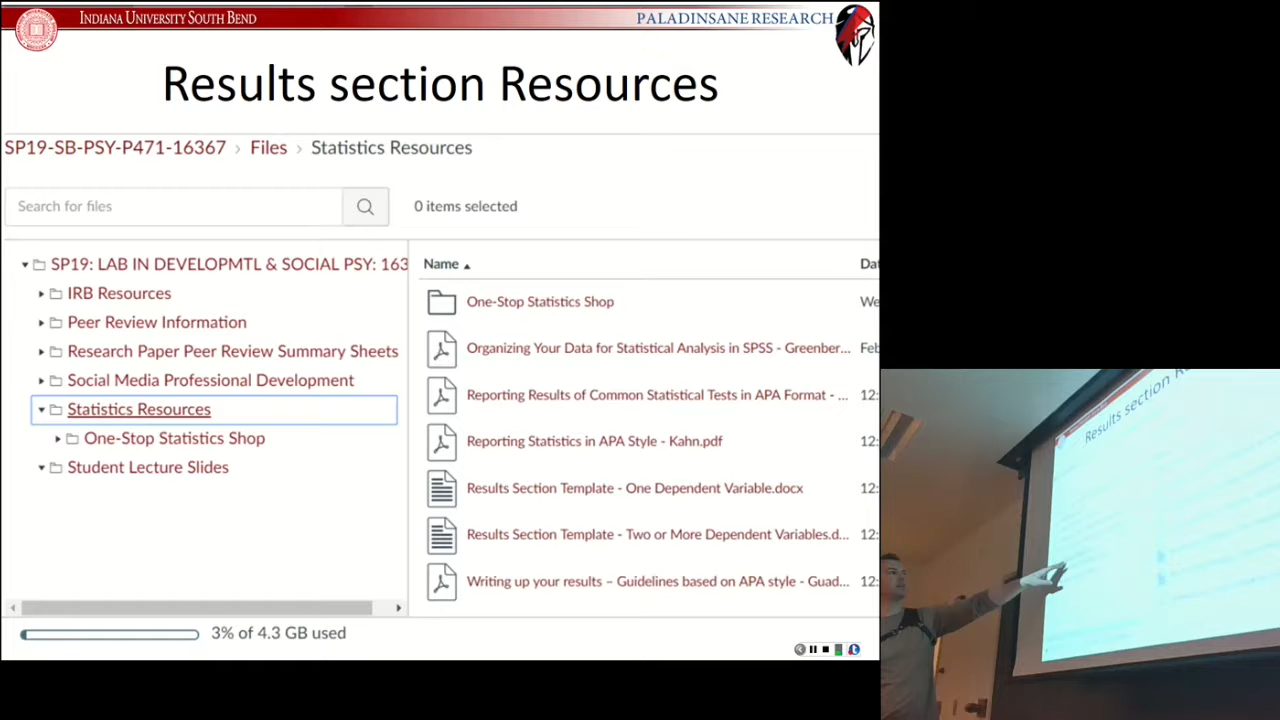 INDIANA UNIVERSITY SOUTH BEND
PALADINSANE RESEARCH
Results section Resources
SP19-SB-PSY-P471-16367 › Files › Statistics Resources
Search for files
0 items selected
SP19: LAB IN DEVELOPMTL & SOCIAL PSY: 163
IRB Resources
Peer Review Information
Research Paper Peer Review Summary Sheets
Social Media Professional Development
Statistics Resources
One-Stop Statistics Shop
Student Lecture Slides
Name Dat
One-Stop Statistics Shop We
Organizing Your Data for Statistical Analysis in SPSS - Greenber... Feb
Reporting Results of Common Statistical Tests in APA Format - ... 12:
Reporting Statistics in APA Style - Kahn.pdf 12:
Results Section Template - One Dependent Variable.docx 12:
Results Section Template - Two or More Dependent Variables.d... 12:
Writing up your results – Guidelines based on APA style - Guad... 12:
3% of 4.3 GB used
Results section R